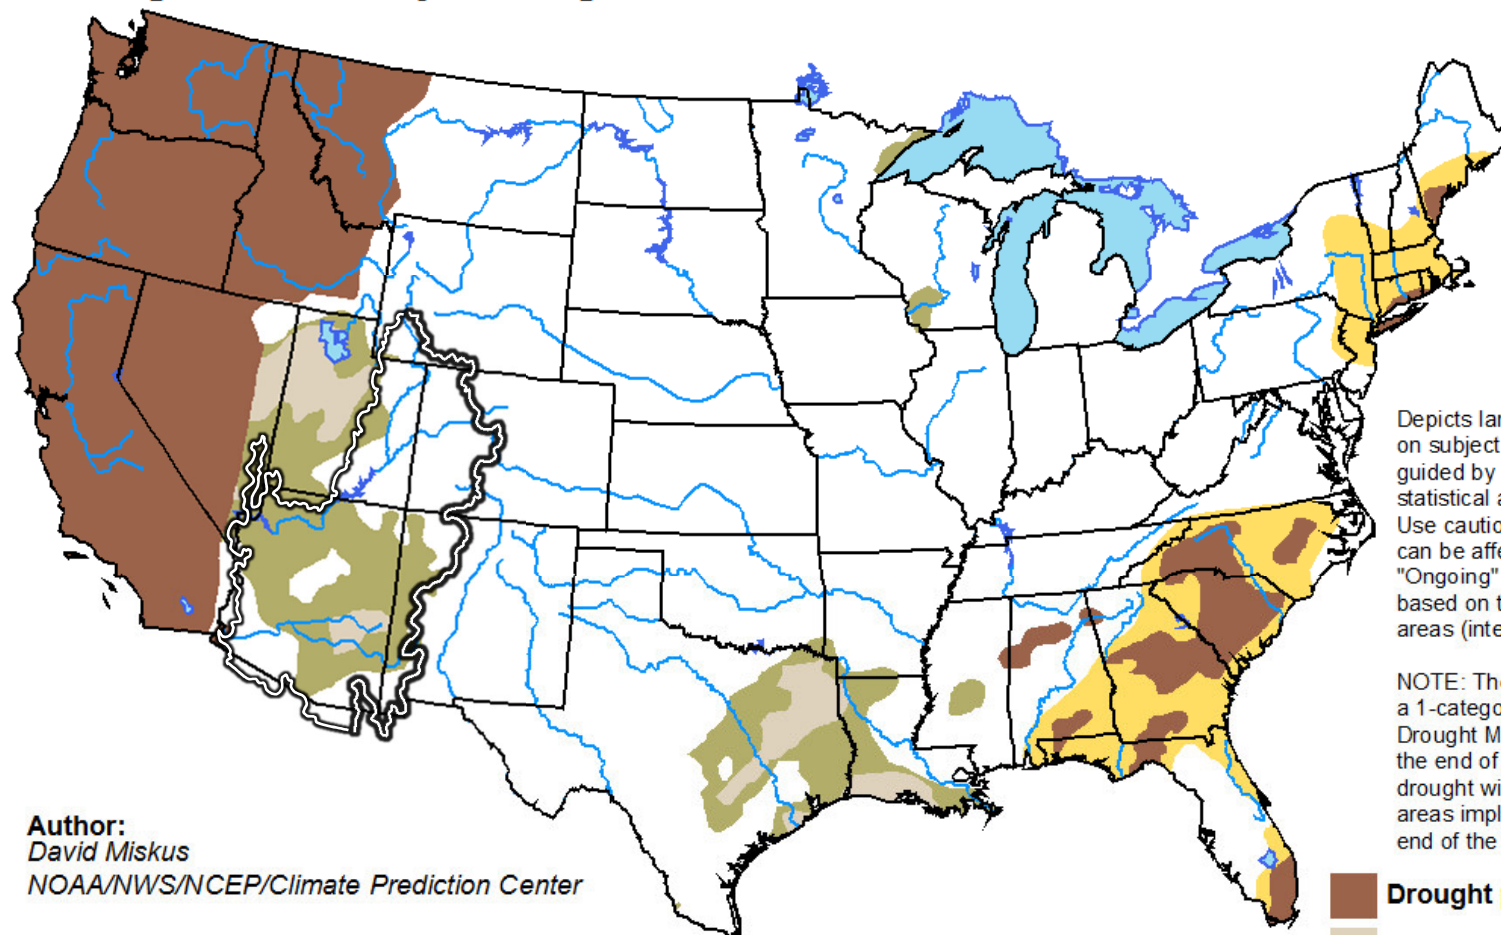 Author:
David Miskus
NOAA/NWS/NCEP/Climate Prediction Center
Depicts lar
on subject
guided by
statistical a
Use cautio
can be affe
"Ongoing"
based on t
areas (inte
NOTE: The
a 1-catego
Drought M
the end of
drought wi
areas impl
end of the
Drought